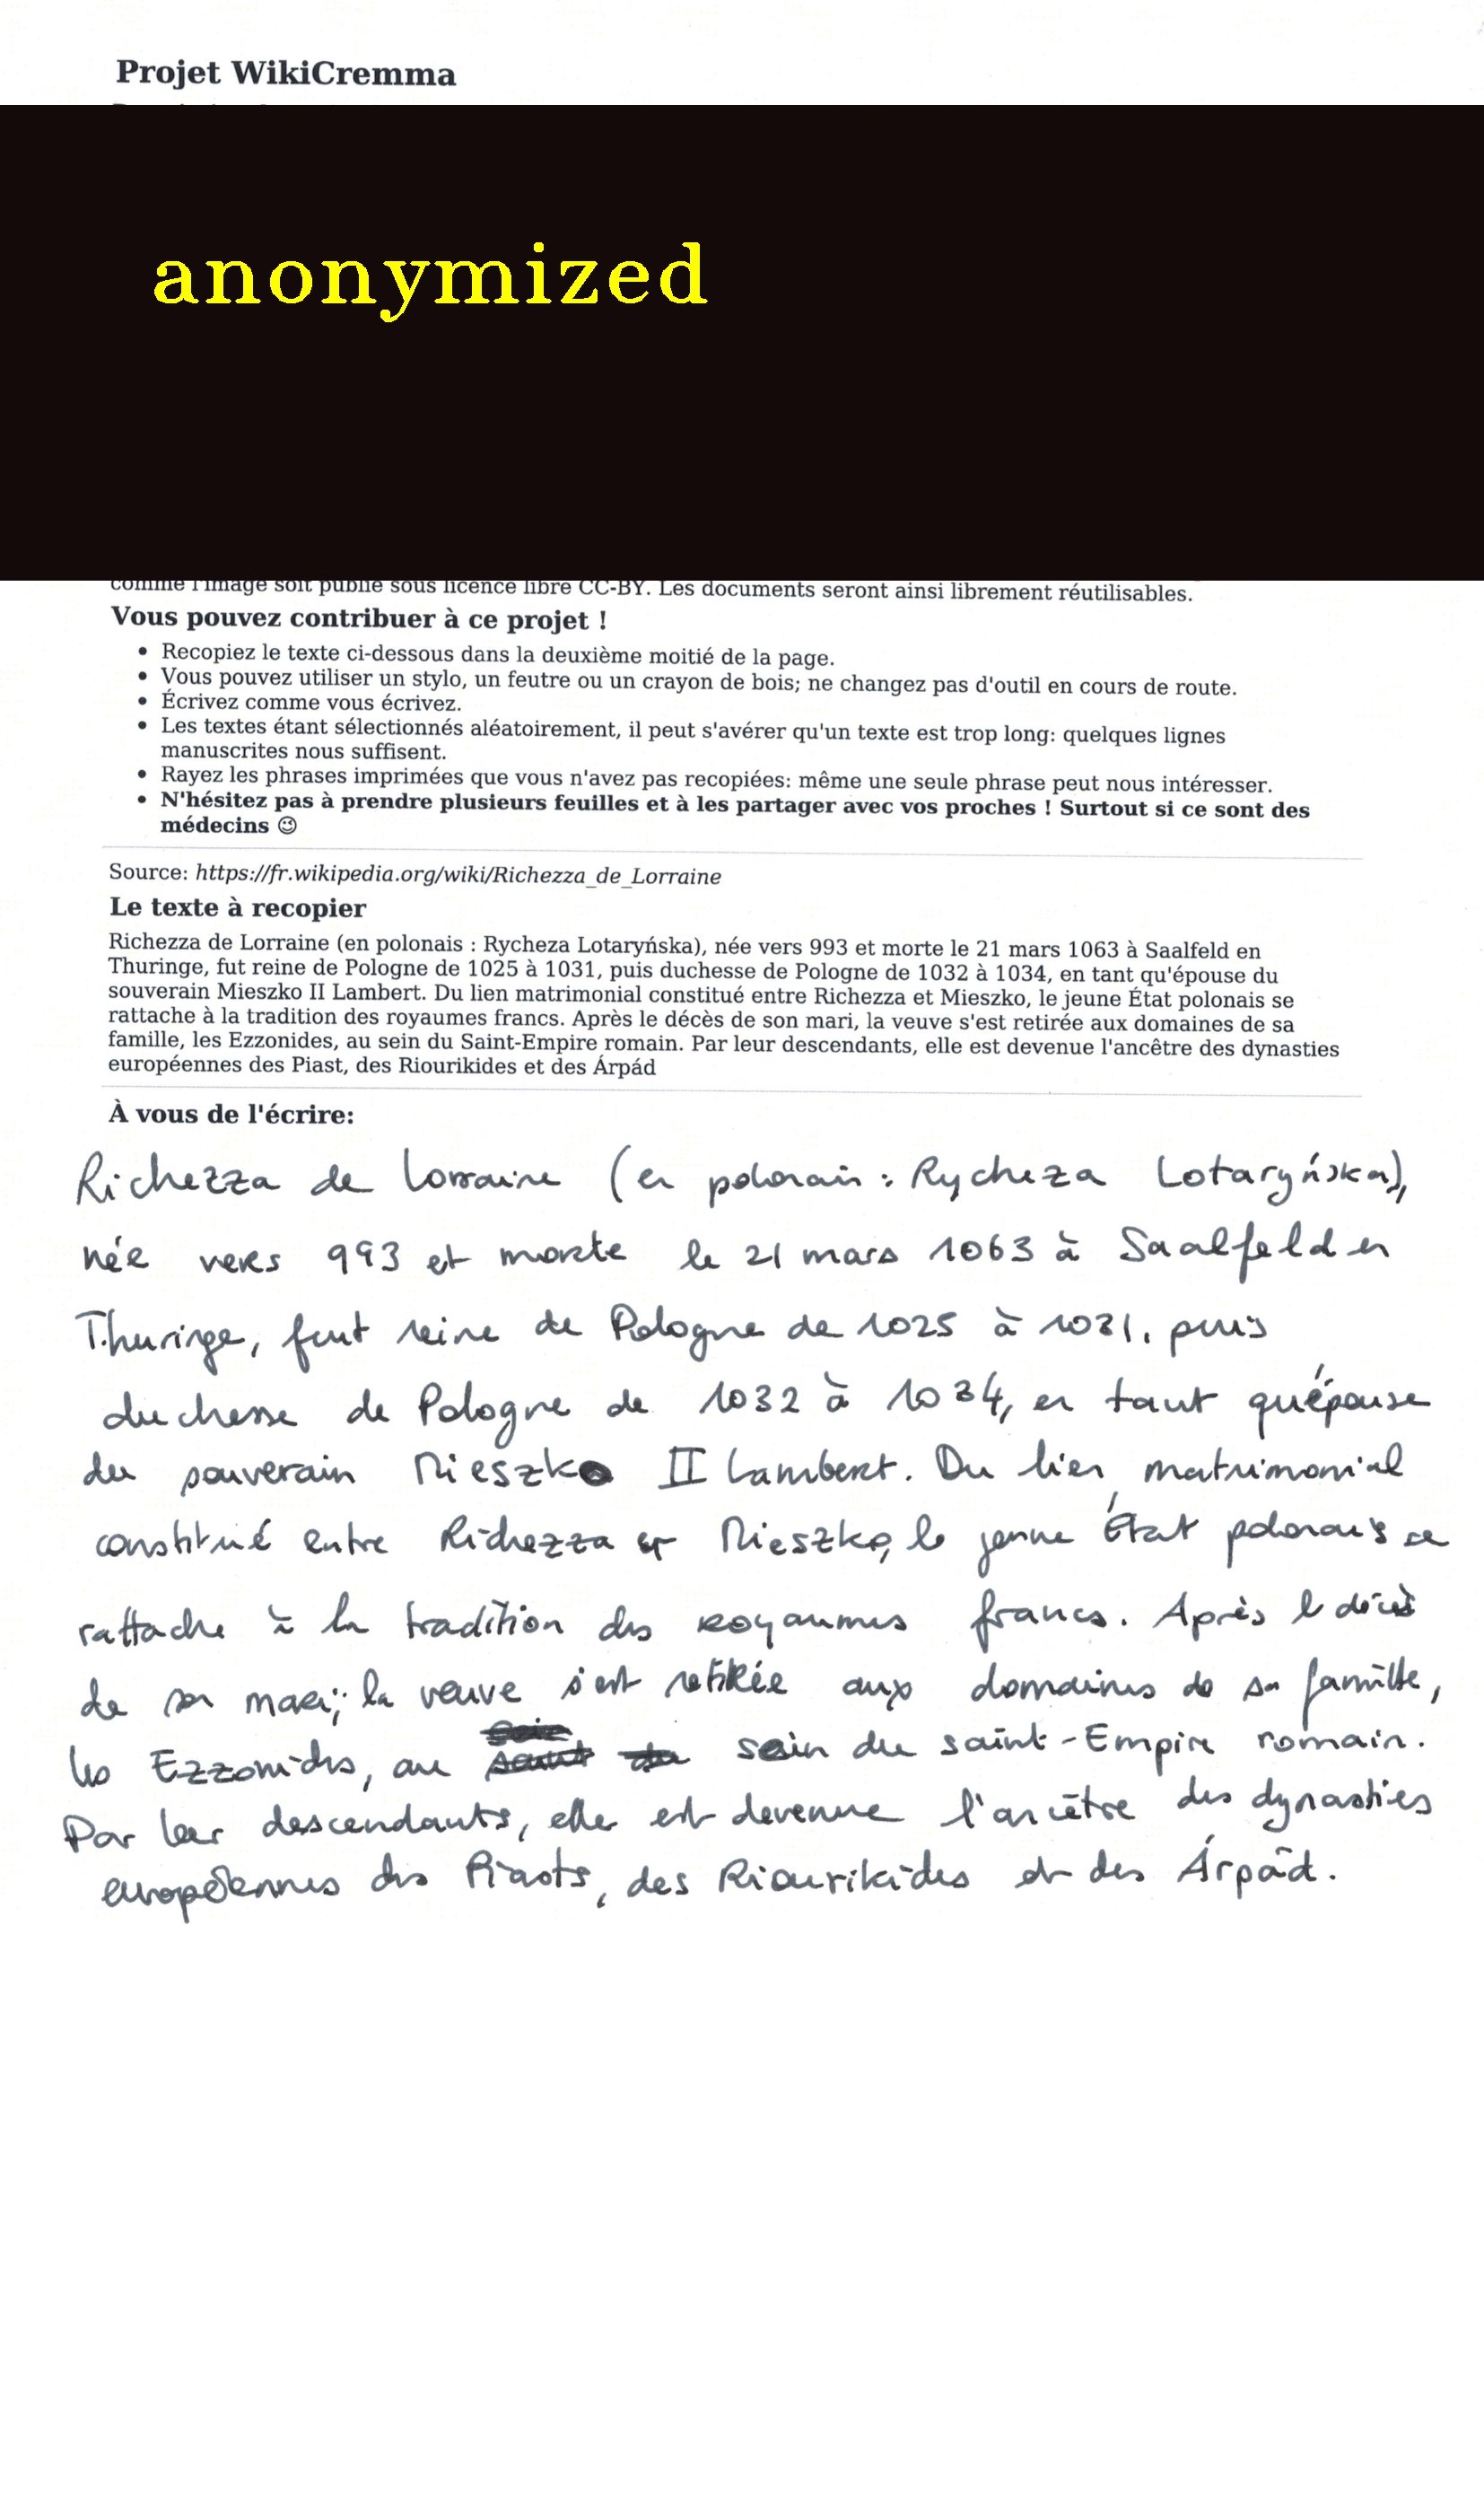 Projet WikiCremma
anonymized
comme l'image soit publié sous licence libre CC-BY. Les documents seront ainsi librement réutilisables.
Vous pouvez contribuer à ce projet !
• Recopiez le texte ci-dessous dans la deuxième moitié de la page.
• Vous pouvez utiliser un stylo, un feutre ou un crayon de bois; ne changez pas d'outil en cours de route.
• Écrivez comme vous écrivez.
• Les textes étant sélectionnés aléatoirement, il peut s'avérer qu'un texte est trop long: quelques lignes
manuscrites nous suffisent.
• Rayez les phrases imprimées que vous n'avez pas recopiées: même une seule phrase peut nous intéresser.
• N'hésitez pas à prendre plusieurs feuilles et à les partager avec vos proches ! Surtout si ce sont des
médecins 😉
Source: https://fr.wikipedia.org/wiki/Richezza_de_Lorraine
Le texte à recopier
Richezza de Lorraine (en polonais : Rycheza Lotaryńska), née vers 993 et morte le 21 mars 1063 à Saalfeld en
Thuringe, fut reine de Pologne de 1025 à 1031, puis duchesse de Pologne de 1032 à 1034, en tant qu'épouse du
souverain Mieszko II Lambert. Du lien matrimonial constitué entre Richezza et Mieszko, le jeune État polonais se
rattache à la tradition des royaumes francs. Après le décès de son mari, la veuve s'est retirée aux domaines de sa
famille, les Ezzonides, au sein du Saint-Empire romain. Par leur descendants, elle est devenue l'ancêtre des dynasties
européennes des Piast, des Riourikides et des Árpád
À vous de l'écrire:
Richezza de Lorraine (en polonais : Rycheza Lotaryńska),
née vers 993 et morte le 21 mars 1063 à Saalfeld en
Thuringe, fut reine de Pologne de 1025 à 1031, puis
duchesse de Pologne de 1032 à 1034, en tant qu'épouse
du souverain Mieszko II Lambert. Du lien matrimonial
constitué entre Richezza et Mieszko, le jeune État polonais se
rattache à la tradition des royaumes francs. Après le décès
de son mari, la veuve s'est retirée aux domaines de sa famille,
les Ezzonides, au sein du saint-Empire romain.
Par leur descendants, elle est devenue l'ancêtre des dynasties
européennes des Piasts, des Riourikides et des Árpád.